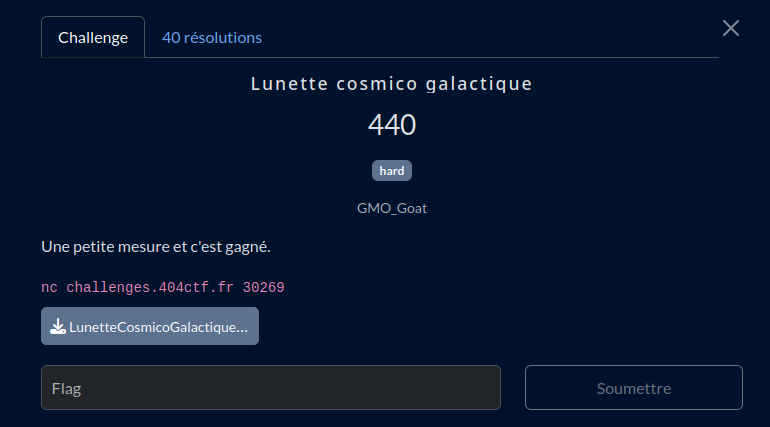 Challenge
40 résolutions
Lunette cosmico galactique
440
hard
GMO_Goat
Une petite mesure et c'est gagné.
nc challenges.404ctf.fr 30269
LunetteCosmicoGalactique...
Flag
Soumettre